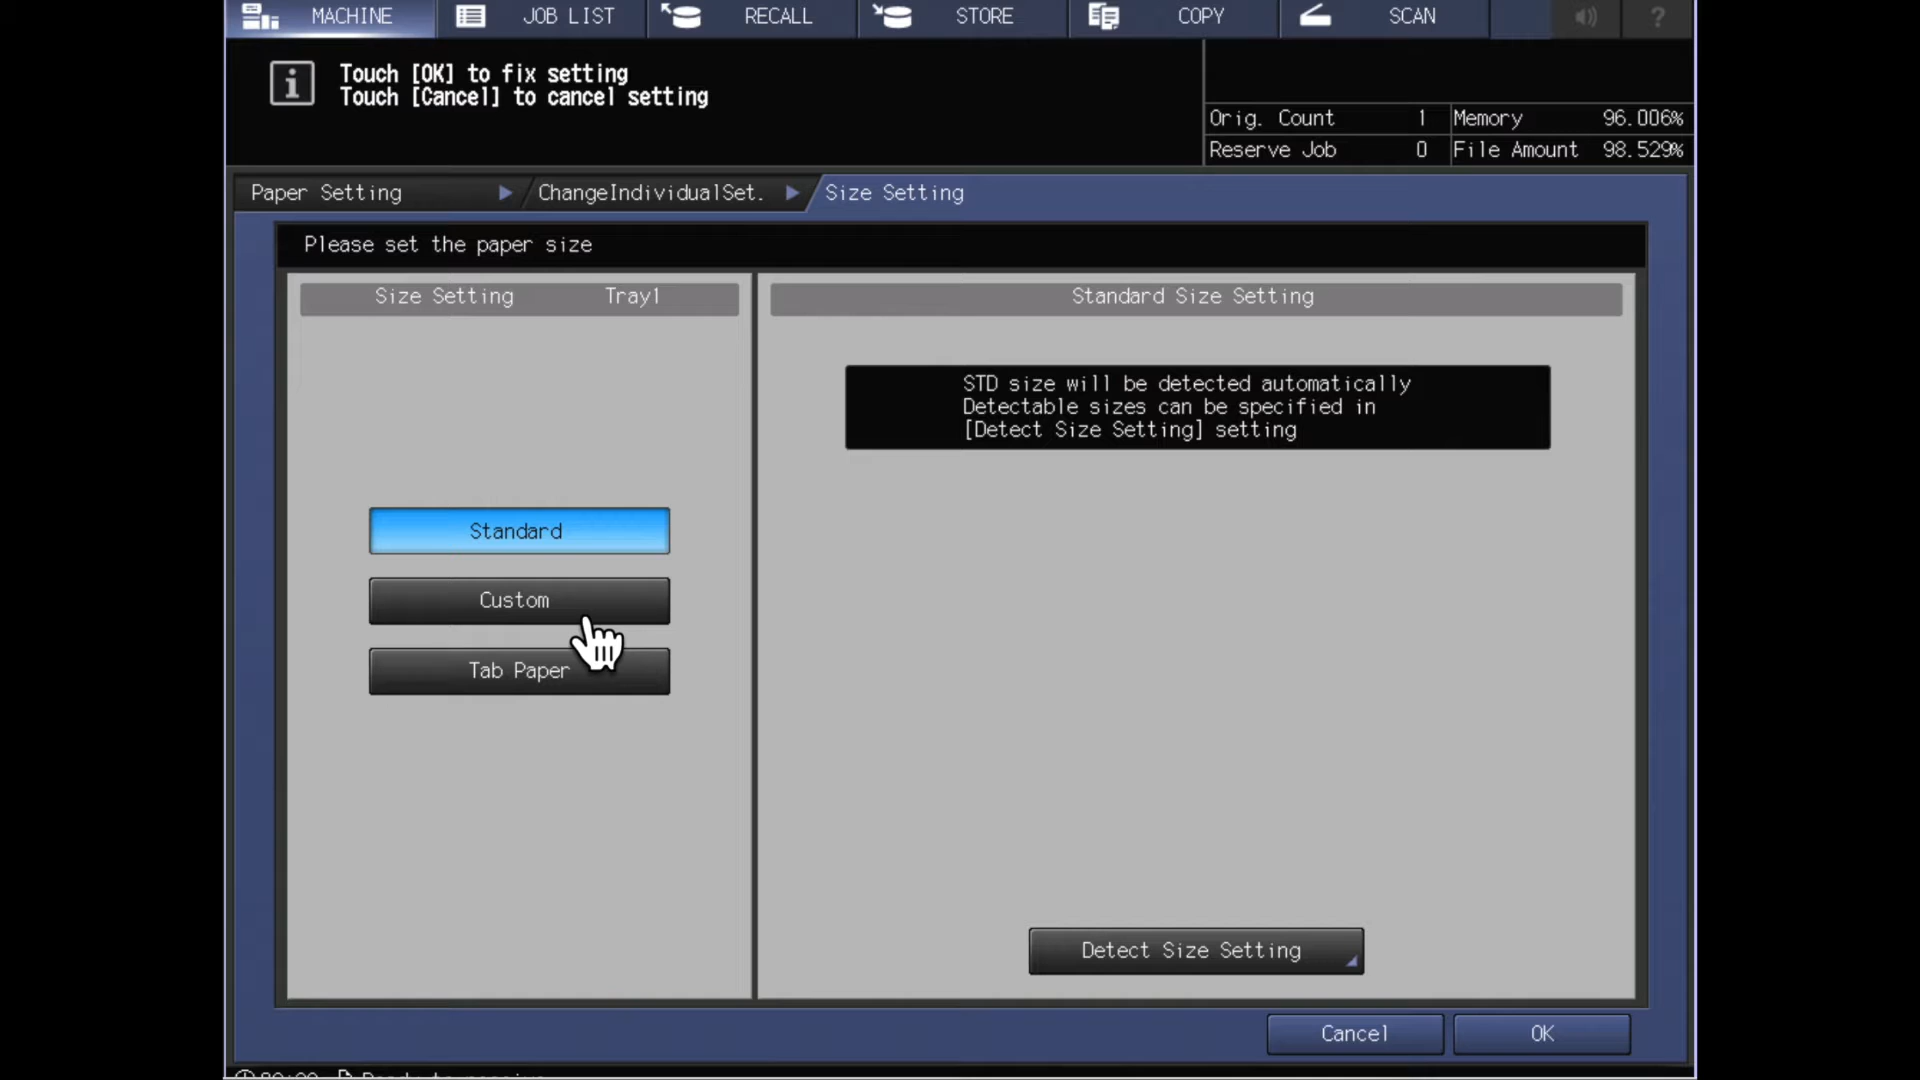 MACHINE JOB LIST RECALL STORE COPY SCAN ?
Touch [OK] to fix setting
Touch [Cancel] to cancel setting
Orig. Count 1 Memory 96.006%
Reserve Job 0 File Amount 98.529%
Paper Setting ChangeIndividualSet. Size Setting
Please set the paper size
Size Setting Tray1
Standard
Custom
Tab Paper
Standard Size Setting
STD size will be detected automatically
Detectable sizes can be specified in
[Detect Size Setting] setting
Detect Size Setting
Cancel OK